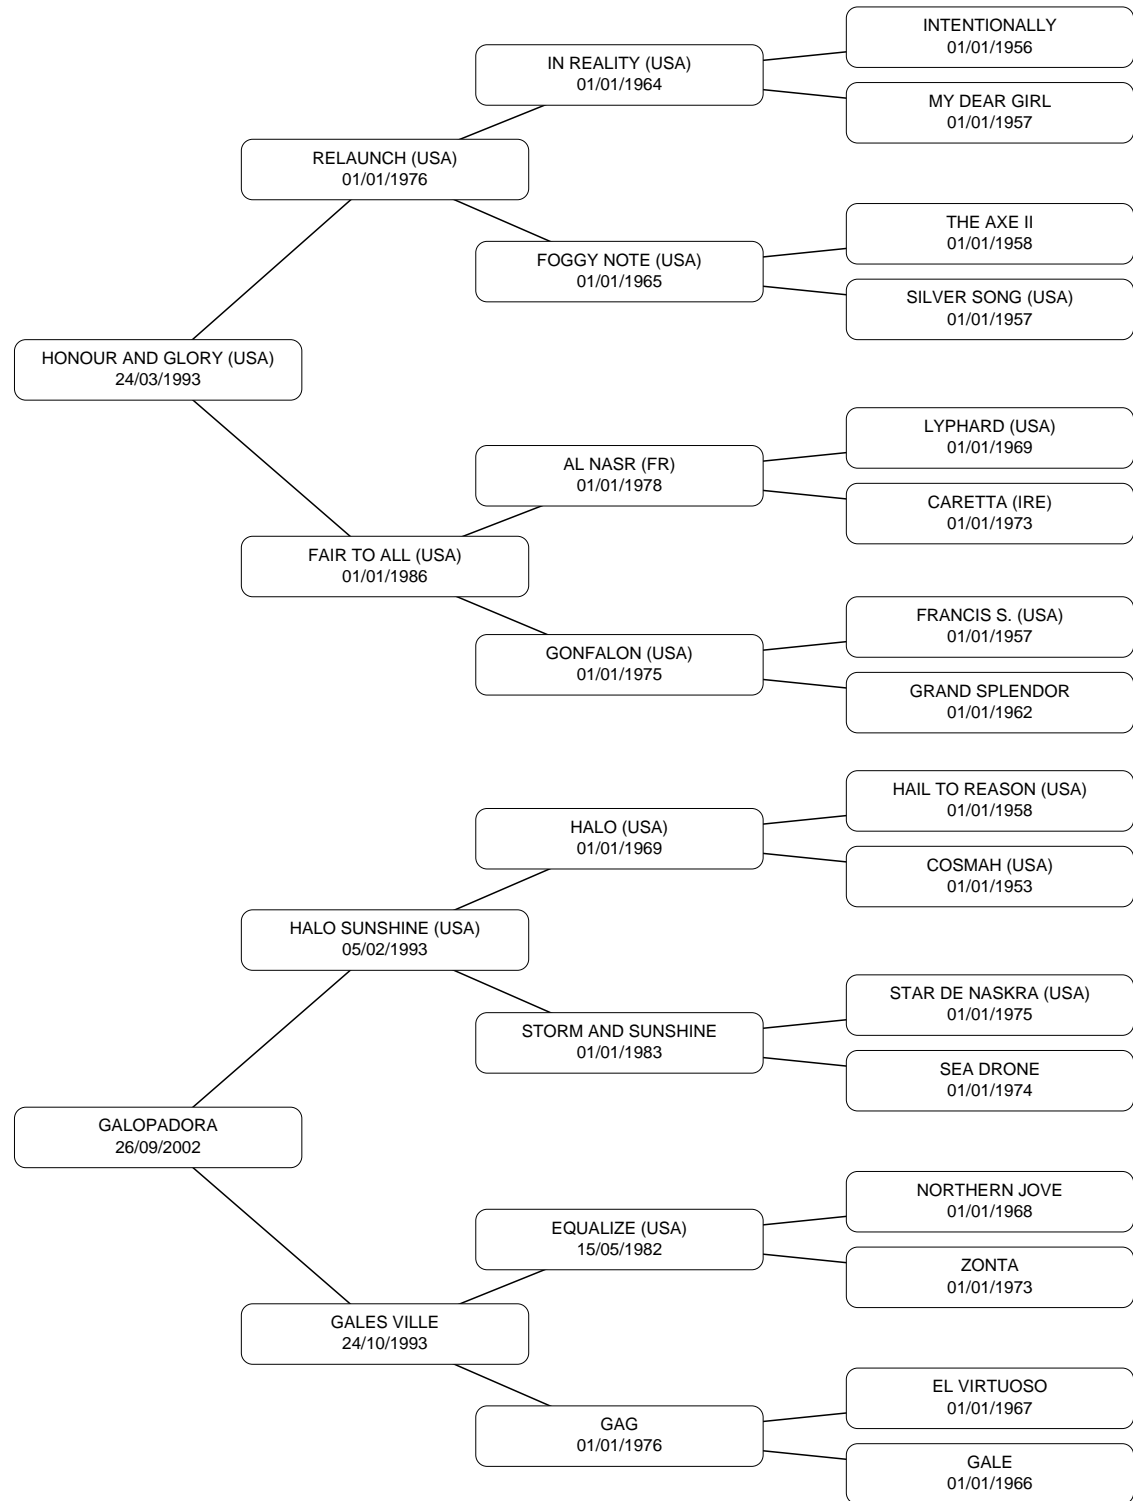 INTENTIONALLY
01/01/1956
IN REALITY (USA)
01/01/1964
MY DEAR GIRL
01/01/1957
RELAUNCH (USA)
01/01/1976
THE AXE II
01/01/1958
FOGGY NOTE (USA)
01/01/1965
SILVER SONG (USA)
01/01/1957
HONOUR AND GLORY (USA)
24/03/1993
LYPHARD (USA)
01/01/1969
AL NASR (FR)
01/01/1978
CARETTA (IRE)
01/01/1973
FAIR TO ALL (USA)
01/01/1986
FRANCIS S. (USA)
01/01/1957
GONFALON (USA)
01/01/1975
GRAND SPLENDOR
01/01/1962
HAIL TO REASON (USA)
01/01/1958
HALO (USA)
01/01/1969
COSMAH (USA)
01/01/1953
HALO SUNSHINE (USA)
05/02/1993
STAR DE NASKRA (USA)
01/01/1975
STORM AND SUNSHINE
01/01/1983
SEA DRONE
01/01/1974
GALOPADORA
26/09/2002
NORTHERN JOVE
01/01/1968
EQUALIZE (USA)
15/05/1982
ZONTA
01/01/1973
GALES VILLE
24/10/1993
EL VIRTUOSO
01/01/1967
GAG
01/01/1976
GALE
01/01/1966